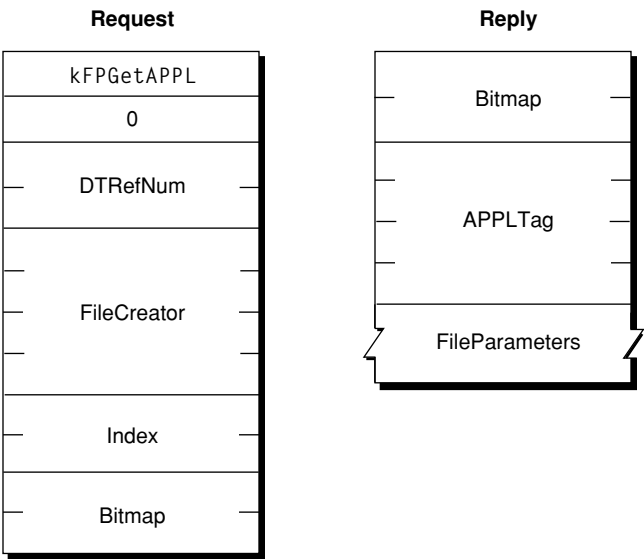 Request
kFPGetAPPL
0
DTRefNum
FileCreator
Index
Bitmap
Reply
Bitmap
APPLTag
FileParameters